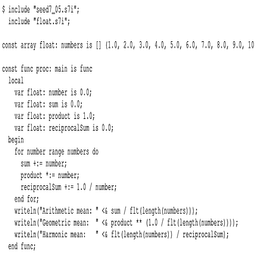 $ include "seed7_05.s7i";
  include "float.s7i";

const array float: numbers is [] (1.0, 2.0, 3.0, 4.0, 5.0, 6.0, 7.0, 8.0, 9.0, 10

const func proc: main is func
  local
    var float: number is 0.0;
    var float: sum is 0.0;
    var float: product is 1.0;
    var float: reciprocalSum is 0.0;
  begin
    for number range numbers do
      sum +:= number;
      product *:= number;
      reciprocalSum +:= 1.0 / number;
    end for;
    writeln("Arithmetic mean: " <& sum / flt(length(numbers)));
    writeln("Geometric mean:  " <& product ** (1.0 / flt(length(numbers))));
    writeln("Harmonic mean:   " <& flt(length(numbers)) / reciprocalSum);
  end func;